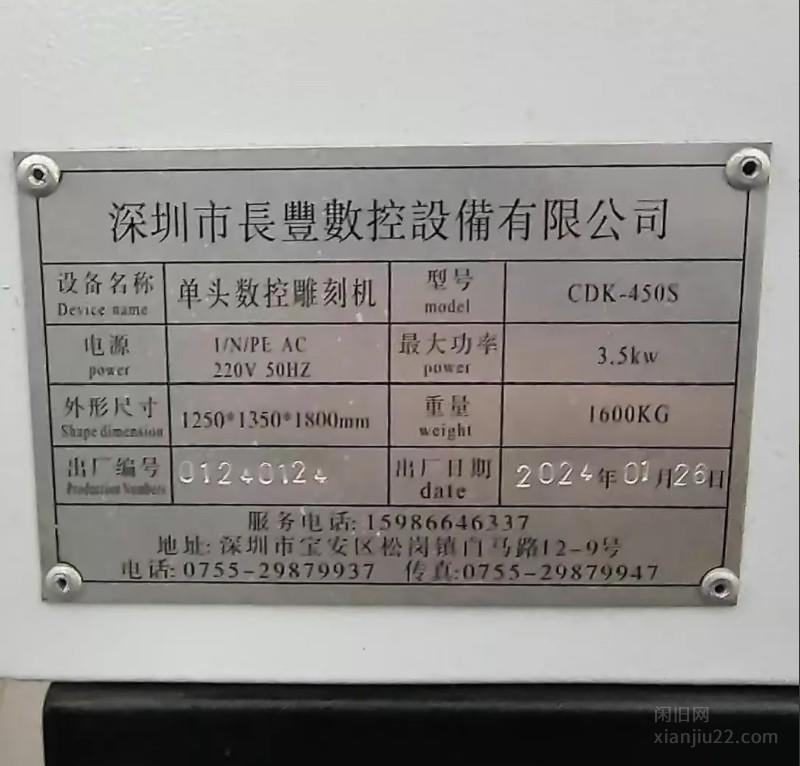 深圳市長豐數控設備有限公司
设备名称 Device name 单头数控雕刻机 型号 model CDK-450S
电源 power 1/N/PE AC 220V 50HZ 最大功率 power 3.5kw
外形尺寸 Shape dimension 1250*1350*1800mm 重量 weight 1600KG
出厂编号 Production Numbers 01240124 出厂日期 date 2024年01月26日
服务电话: 15986646337
地址: 深圳市宝安区松岗镇白马路12-9号
电话: 0755-29879937 传真:0755-29879947
闲旧网
xianjiu22.com